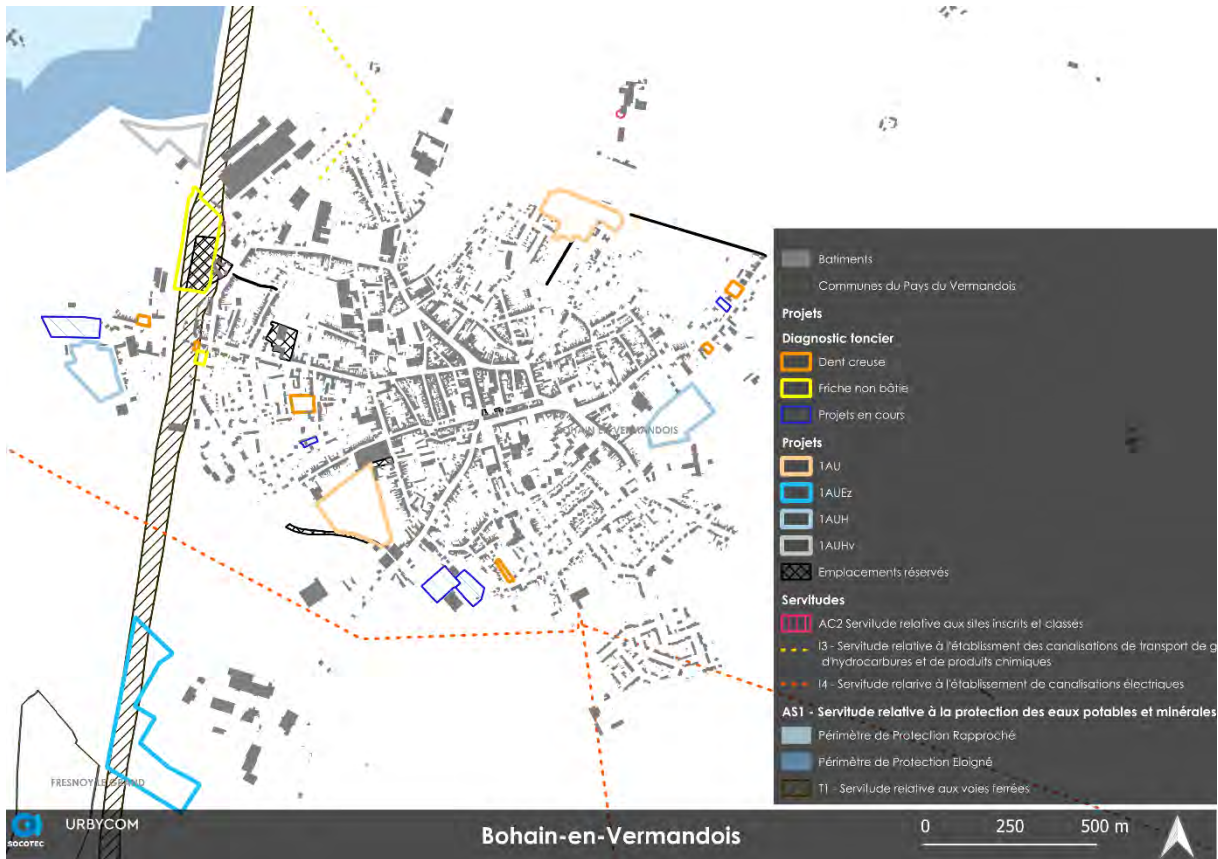 BOHAIN EN VERMANDOIS
FRESNOY-LE-GRAND
Batiments
Communes du Pays du Vermandois
Projets
Diagnostic foncier
Dent creuse
Friche non bâtie
Projets en cours
Projets
1AU
1AUEz
1AUH
1AUHv
Emplacements réservés
Servitudes
AC2 Servitude relative aux sites inscrits et classés
I3 - Servitude relative à l'établissment des canalisations de transport de g
d'hydrocarbures et de produits chimiques
I4 - Servitude relarive à l'établissement de canalisations électriques
AS1 - Servitude relative à la protection des eaux potables et minérales
Périmètre de Protection Rapproché
Périmètre de Protection Eloigné
T1 - Servitude relative aux voies ferrées
SOCOTEC
URBYCOM
Bohain-en-Vermandois
0 250 500 m